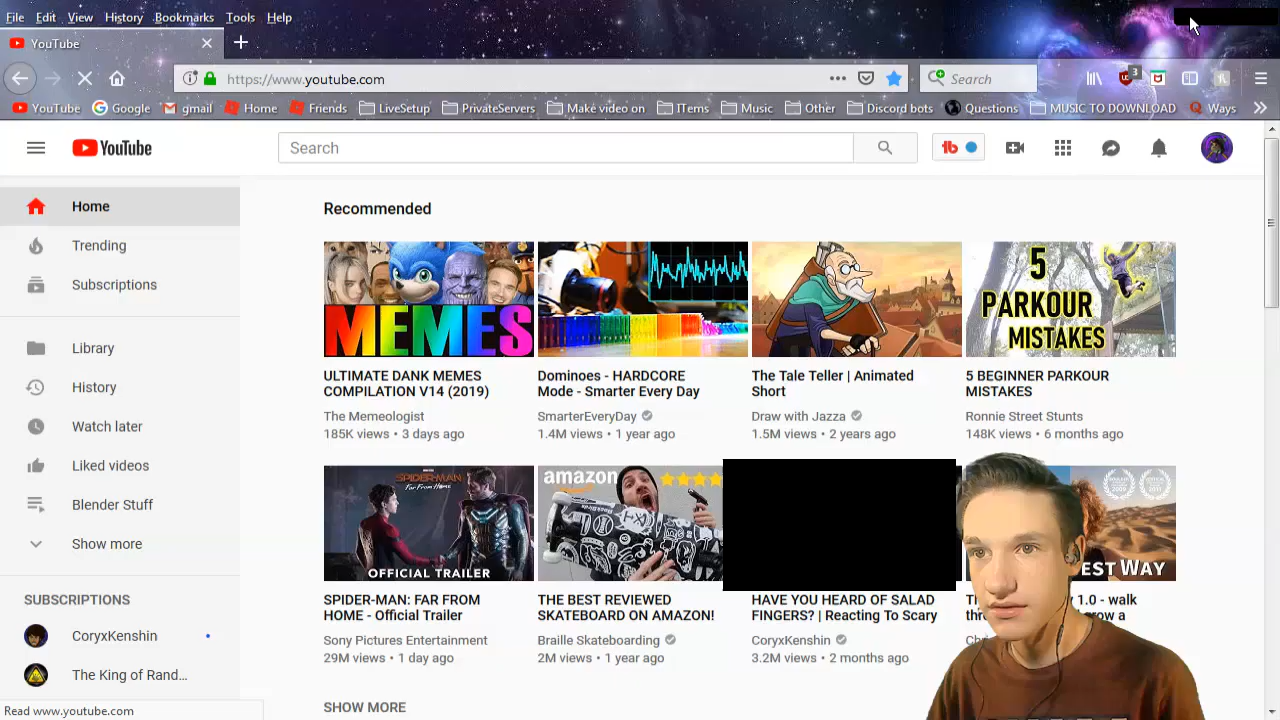 File Edit View History Bookmarks Tools Help
YouTube
https://www.youtube.com
Search
3
YouTube Google gmail Home Friends LiveSetup PrivateServers Make video on ITems Music Other Discord bots Questions MUSIC TO DOWNLOAD Ways
YouTube
Search
Home
Trending
Subscriptions
Library
History
Watch later
Liked videos
Blender Stuff
Show more
SUBSCRIPTIONS
CoryxKenshin
The King of Rand...
Recommended
MEMES
ULTIMATE DANK MEMES
COMPILATION V14 (2019)
The Memeologist
185K views • 3 days ago
Dominoes - HARDCORE
Mode - Smarter Every Day
SmarterEveryDay
1.4M views • 1 year ago
The Tale Teller | Animated
Short
Draw with Jazza
1.5M views • 2 years ago
5
PARKOUR
MISTAKES
5 BEGINNER PARKOUR
MISTAKES
Ronnie Street Stunts
148K views • 6 months ago
SPIDER-MAN
FAR FROM HOME
OFFICIAL TRAILER
SPIDER-MAN: FAR FROM
HOME - Official Trailer
Sony Pictures Entertainment
29M views • 1 day ago
amazon
THE BEST REVIEWED
SKATEBOARD ON AMAZON!
Braille Skateboarding
2M views • 1 year ago
HAVE YOU HEARD OF SALAD
FINGERS? | Reacting To Scary
CoryxKenshin
3.2M views • 2 months ago
EST WAY
1.0 - walk
SHOW MORE
Read www.youtube.com